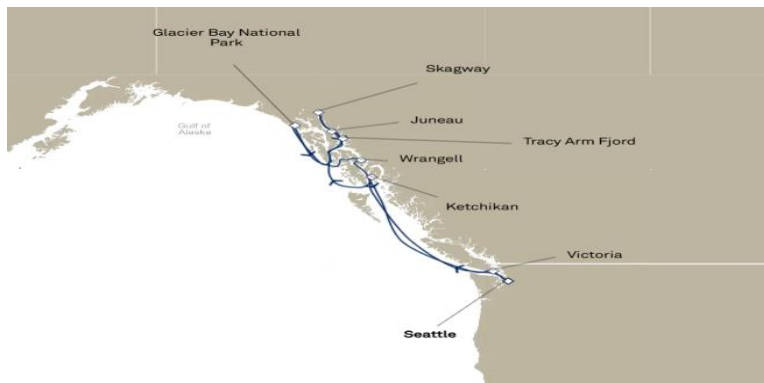 Glacier Bay National
Park
Skagway
Gulf of
Alaska
Juneau
Tracy Arm Fjord
Wrangell
Ketchikan
Victoria
Seattle